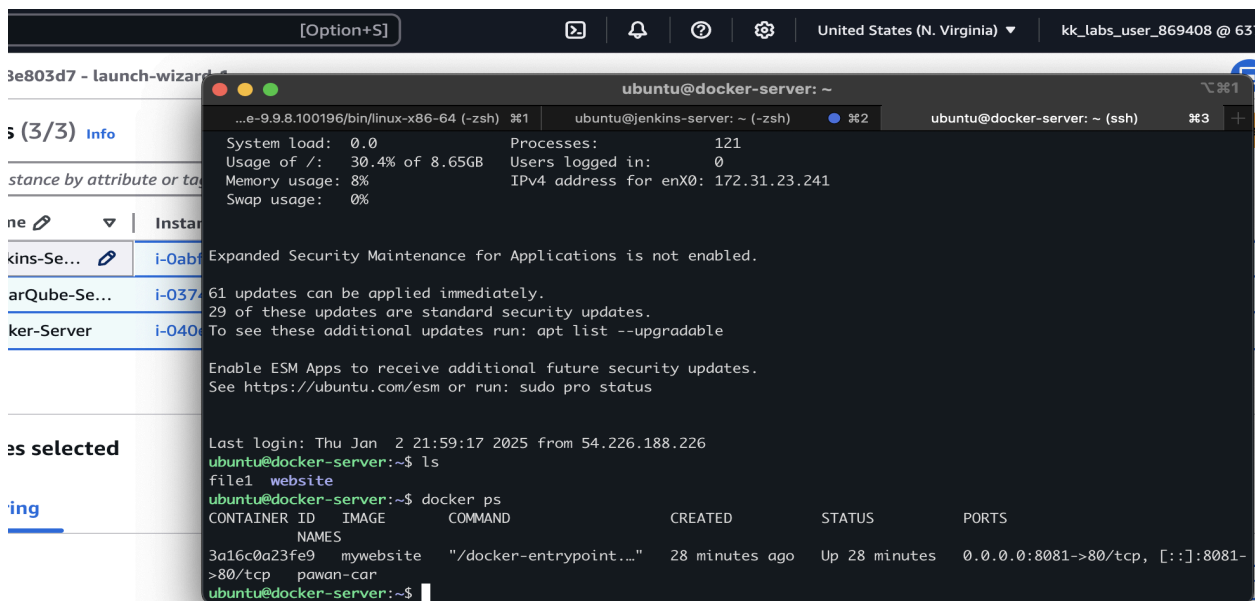 [Option+S]
United States (N. Virginia) ▼
kk_labs_user_869408 @ 63
8e803d7 - launch-wizard-1
s (3/3) Info
stance by attribute or tag
me
Instan
kins-Se...
i-0abf
arQube-Se...
i-0374
ker-Server
i-040
es selected
ring
ubuntu@docker-server: ~
⌥⌘1
...e-9.9.8.100196/bin/linux-x86-64 (-zsh) ⌘1
ubuntu@jenkins-server: ~ (-zsh) ⌘2
ubuntu@docker-server: ~ (ssh) ⌘3
System load: 0.0 Processes: 121
Usage of /: 30.4% of 8.65GB Users logged in: 0
Memory usage: 8% IPv4 address for enX0: 172.31.23.241
Swap usage: 0%
Expanded Security Maintenance for Applications is not enabled.
61 updates can be applied immediately.
29 of these updates are standard security updates.
To see these additional updates run: apt list --upgradable
Enable ESM Apps to receive additional future security updates.
See https://ubuntu.com/esm or run: sudo pro status
Last login: Thu Jan 2 21:59:17 2025 from 54.226.188.226
ubuntu@docker-server:~$ ls
file1 website
ubuntu@docker-server:~$ docker ps
CONTAINER ID IMAGE COMMAND CREATED STATUS PORTS
NAMES
3a16c0a23fe9 mywebsite "/docker-entrypoint.…" 28 minutes ago Up 28 minutes 0.0.0.0:8081->80/tcp, [::]:8081-
>80/tcp pawan-car
ubuntu@docker-server:~$